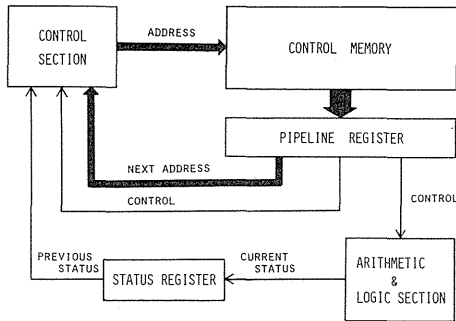 CONTROL
SECTION
ADDRESS
CONTROL MEMORY
PIPELINE REGISTER
NEXT ADDRESS
CONTROL
CONTROL
PREVIOUS
STATUS
STATUS REGISTER
CURRENT
STATUS
ARITHMETIC
&
LOGIC SECTION